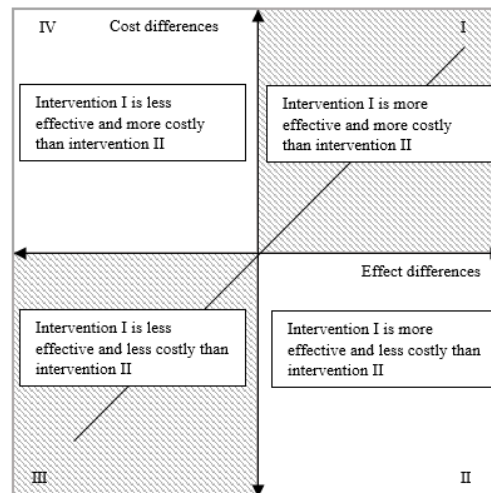 IV
Cost differences
I
Intervention I is less
effective and more costly
than intervention II
Intervention I is more
effective and more costly
than intervention II
Effect differences
Intervention I is less
effective and less costly than
intervention II
Intervention I is more
effective and less costly than
intervention II
III
II